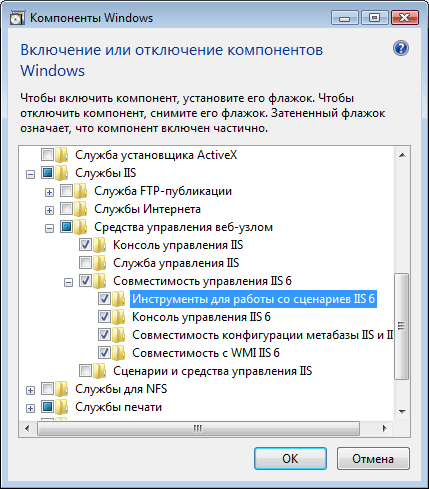 Компоненты Windows
Включение или отключение компонентов
Windows
Чтобы включить компонент, установите его флажок. Чтобы
отключить компонент, снимите его флажок. Затененный флажок
означает, что компонент включен частично.
Служба установщика ActiveX
Службы IIS
Служба FTP-публикации
Службы Интернета
Средства управления веб-узлом
Консоль управления IIS
Служба управления IIS
Совместимость управления IIS 6
Инструменты для работы со сценариев IIS 6
Консоль управления IIS 6
Совместимость конфигурации метабазы IIS и II
Совместимость с WMI IIS 6
Сценарии и средства управления IIS
Службы для NFS
Службы печати
OK
Отмена